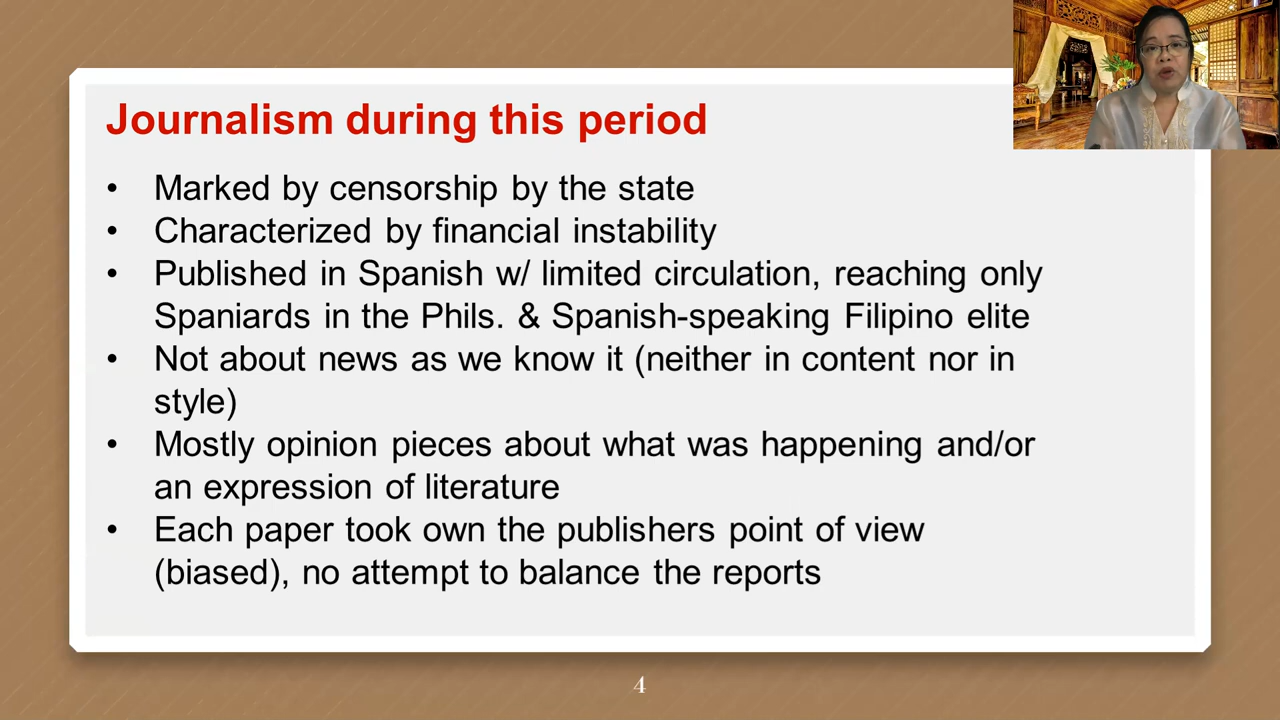 Journalism during this period
• Marked by censorship by the state
• Characterized by financial instability
• Published in Spanish w/ limited circulation, reaching only
Spaniards in the Phils. & Spanish-speaking Filipino elite
• Not about news as we know it (neither in content nor in
style)
• Mostly opinion pieces about what was happening and/or
an expression of literature
• Each paper took own the publishers point of view
(biased), no attempt to balance the reports
4